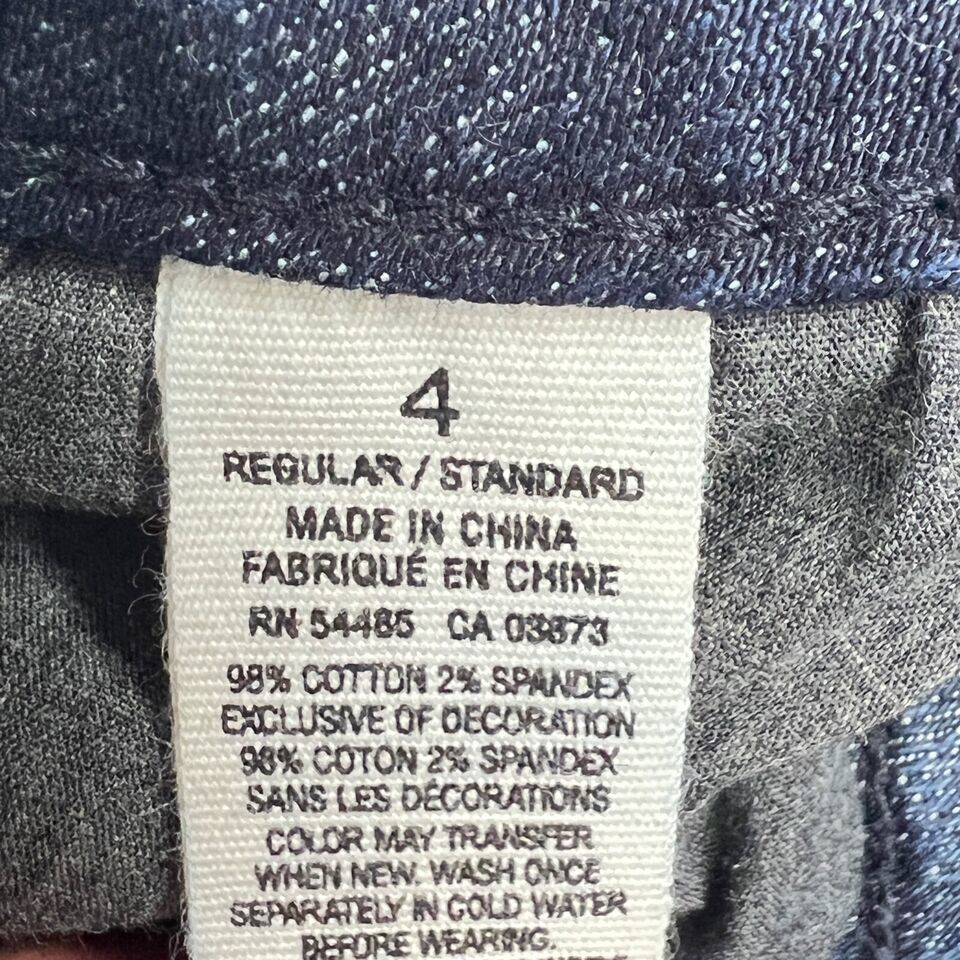 4
REGULAR / STANDARD
MADE IN CHINA
FABRIQUÉ EN CHINE
RN 54485 CA 03873
98% COTTON 2% SPANDEX
EXCLUSIVE OF DECORATION
98% COTON 2% SPANDEX
SANS LES DÉCORATIONS
COLOR MAY TRANSFER
WHEN NEW. WASH ONCE
SEPARATELY IN COLD WATER
BEFORE WEARING.